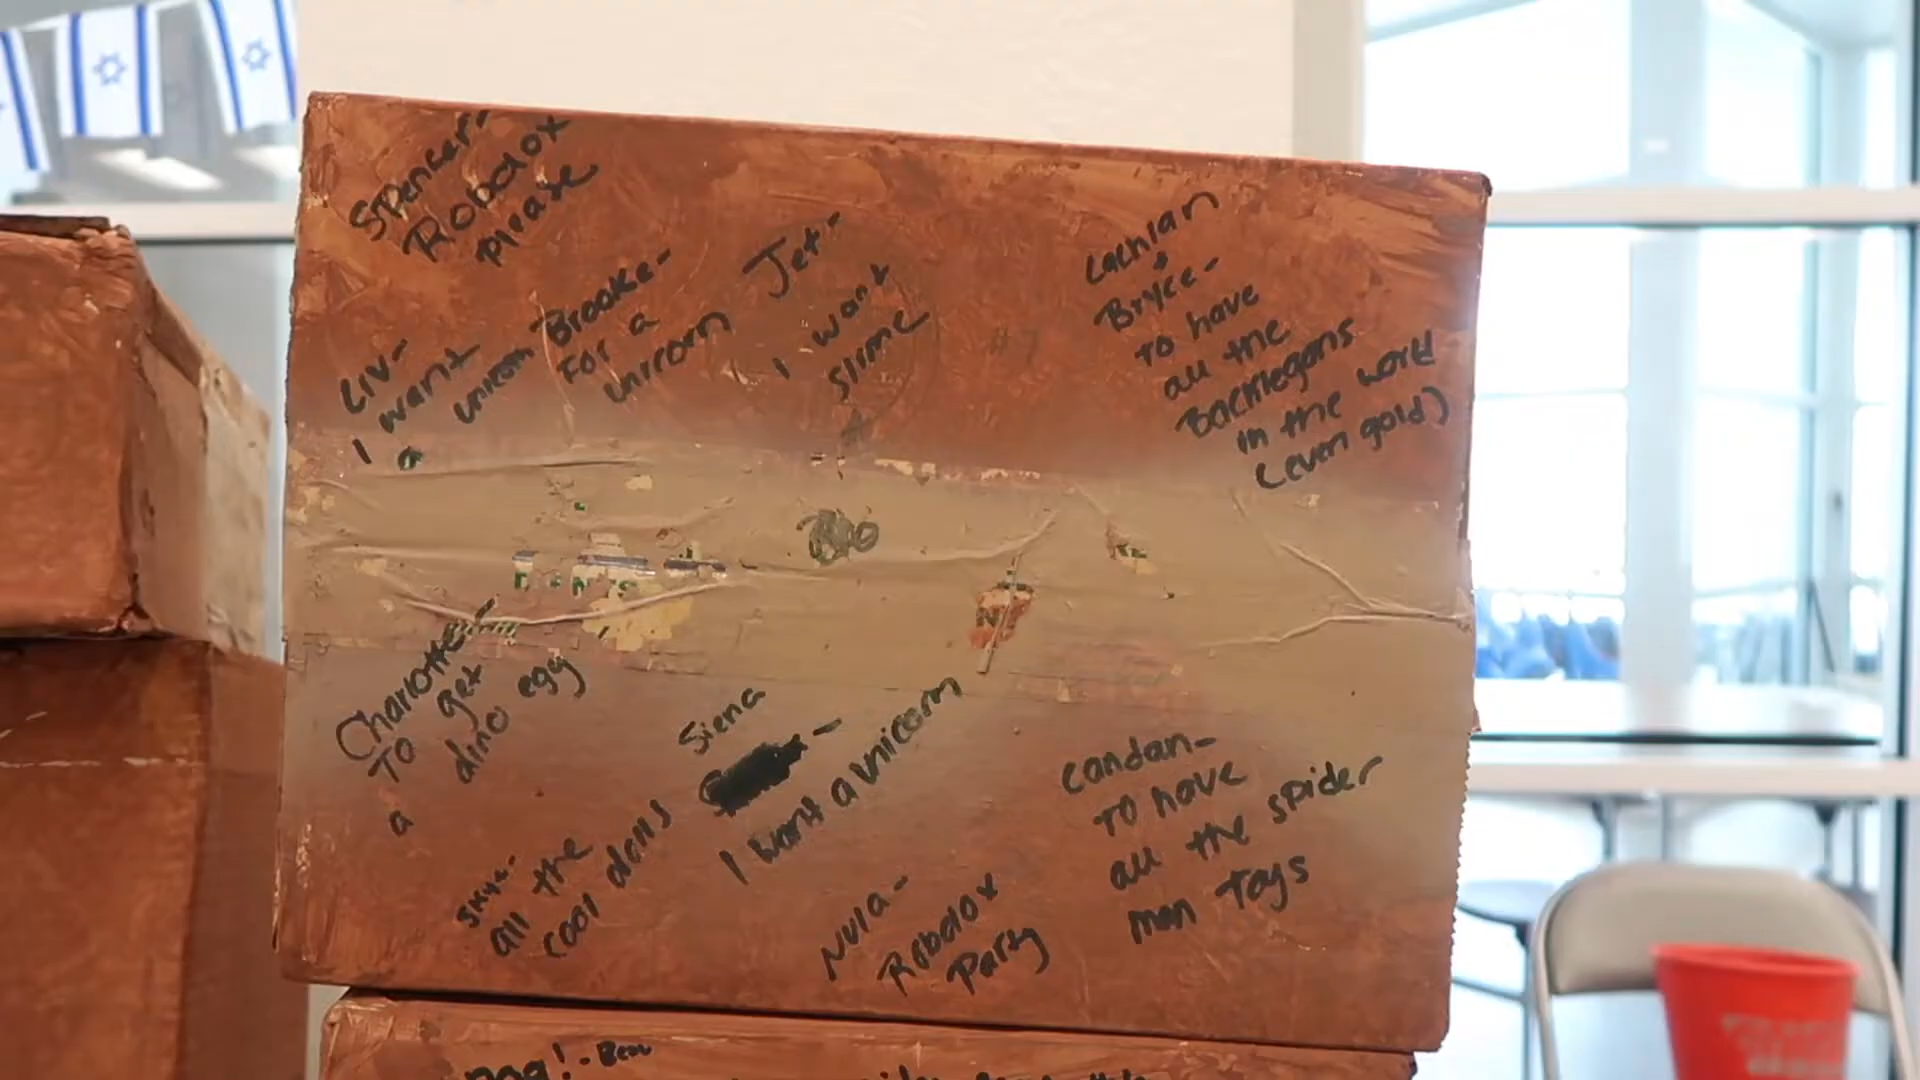 Spencer-
Robolox
please
Liv-
I want
a unicorn
Brooke-
For a
unicorn
Jet-
I want
slime
Lachlan
+
Bryce-
to have
all the
Backlegans
in the world
(even gold)
Charlotte-
To get
a dino egg
Siena
-
I want a unicorn
Skye-
all the
cool dolls
Nula-
Robolox
Party
Candan-
To have
all the spider
man toys
Dog! - Beau